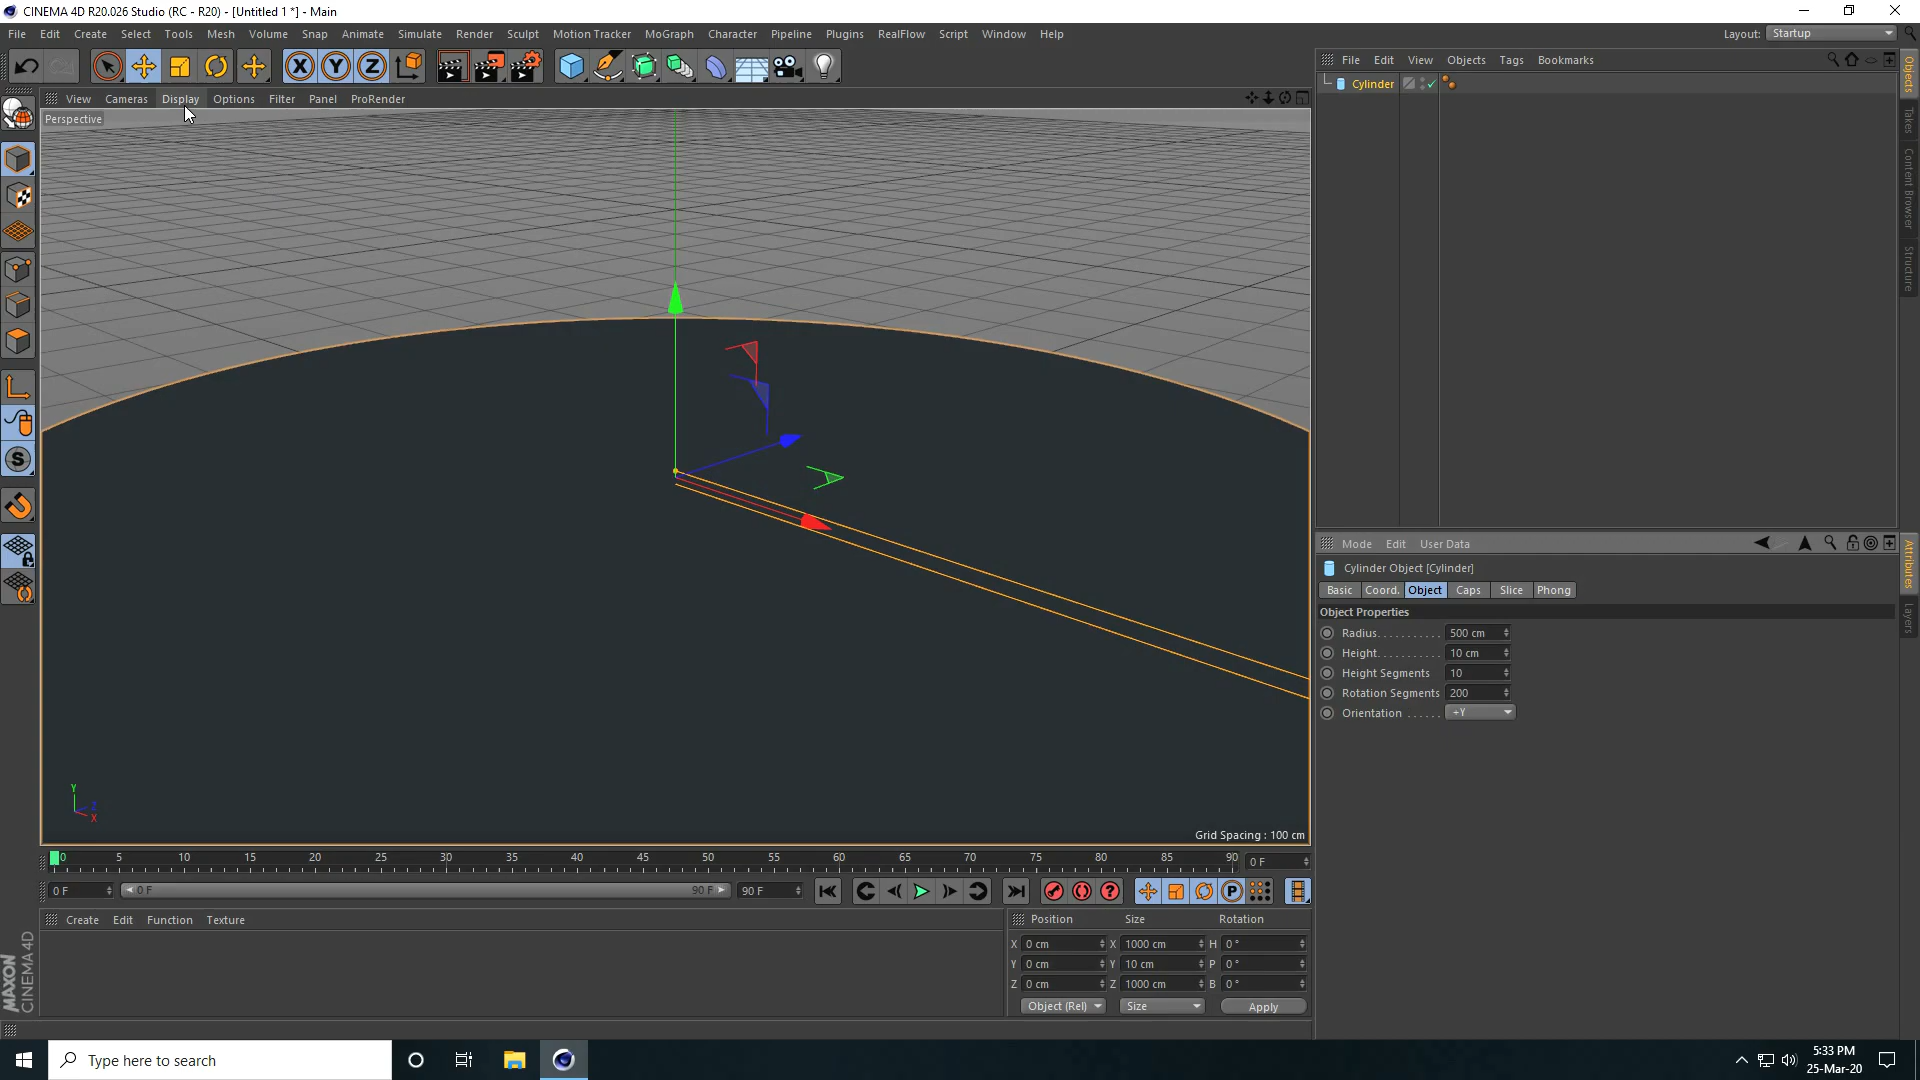 CINEMA 4D R20.026 Studio (RC - R20) - [Untitled 1 *] - Main
File Edit Create Select Tools Mesh Volume Snap Animate Simulate Render Sculpt Motion Tracker MoGraph Character Pipeline Plugins RealFlow Script Window Help
Layout: Startup
X Y Z
View Cameras Display Options Filter Panel ProRender
Perspective
File Edit View Objects Tags Bookmarks
Cylinder
Objects
Takes
Content Browser
Structure
Mode Edit User Data
Attributes
Layers
Cylinder Object [Cylinder]
Basic Coord. Object Caps Slice Phong
Object Properties
Radius........... 500 cm
Height........... 10 cm
Height Segments 10
Rotation Segments 200
Orientation ...... +Y
Y
Z
X
Grid Spacing : 100 cm
0 5 10 15 20 25 30 35 40 45 50 55 60 65 70 75 80 85 90 0 F
0 F 0 F 90 F 90 F
P
Create Edit Function Texture
Position Size Rotation
X 0 cm X 1000 cm H 0 °
Y 0 cm Y 10 cm P 0 °
Z 0 cm Z 1000 cm B 0 °
Object (Rel) Size Apply
MAXON
CINEMA 4D
Type here to search
5:33 PM
25-Mar-20